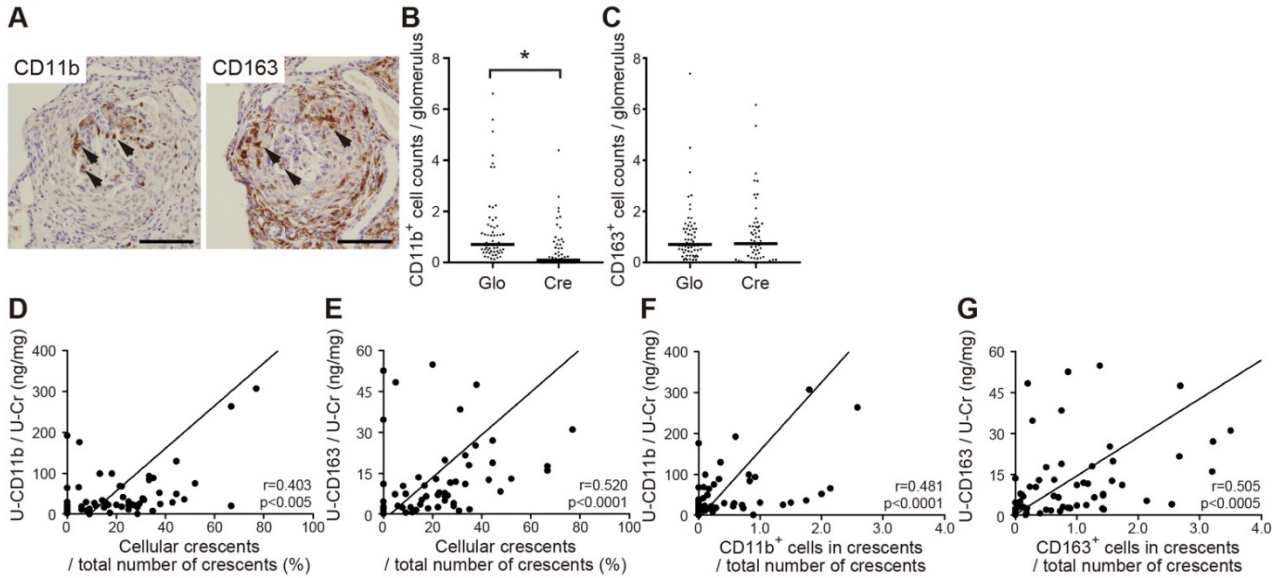 A
CD11b
CD163
B
CD11b+ cell counts / glomerulus
8
6
4
2
0
*
Glo
Cre
C
CD163+ cell counts / glomerulus
8
6
4
2
0
Glo
Cre
D
U-CD11b / U-Cr (ng/mg)
400
300
200
100
0
r=0.403
p<0.005
0 20 40 60 80 100
Cellular crescents
/ total number of crescents (%)
E
U-CD163 / U-Cr (ng/mg)
60
45
30
15
0
r=0.520
p<0.0001
0 20 40 60 80 100
Cellular crescents
/ total number of crescents (%)
F
U-CD11b / U-Cr (ng/mg)
400
300
200
100
0
r=0.481
p<0.0001
0 1.0 2.0 3.0 4.0
CD11b+ cells in crescents
/ total number of crescents
G
U-CD163 / U-Cr (ng/mg)
60
45
30
15
0
r=0.505
p<0.0005
0 1.0 2.0 3.0 4.0
CD163+ cells in crescents
/ total number of crescents